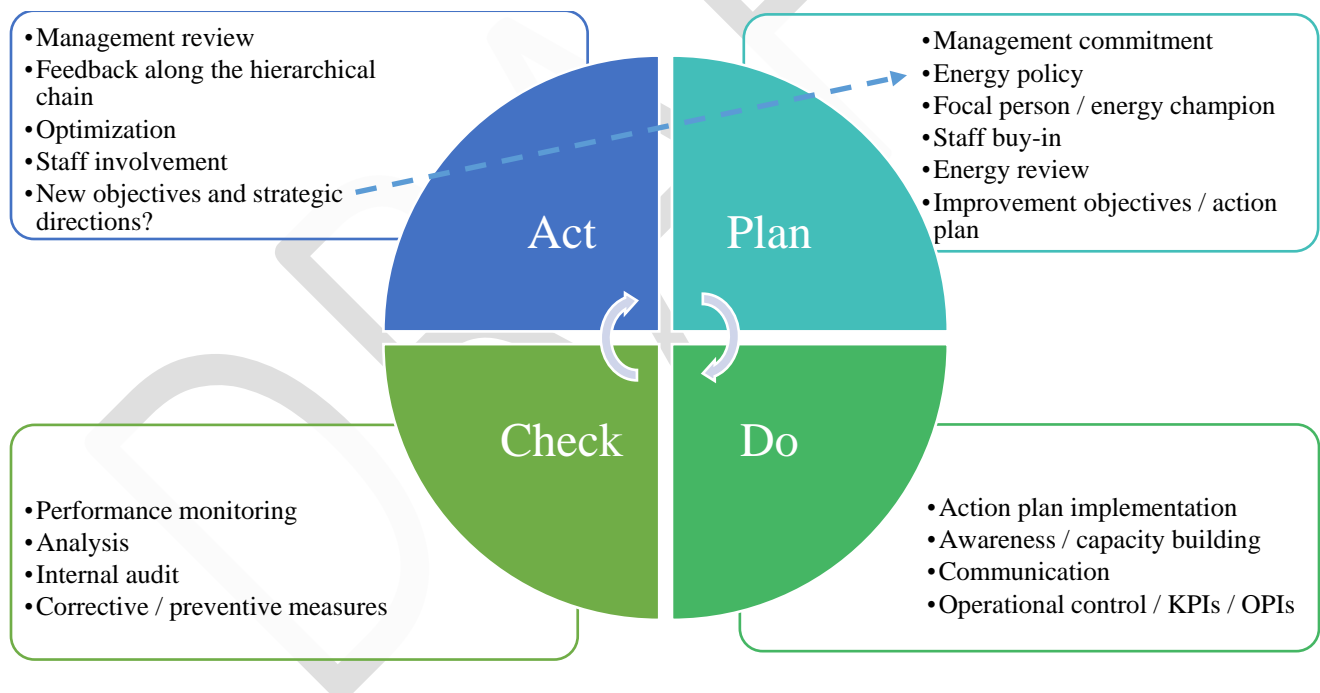 •Management review
•Feedback along the hierarchical
chain
•Optimization
•Staff involvement
•New objectives and strategic
directions?
•Management commitment
•Energy policy
•Focal person / energy champion
•Staff buy-in
•Energy review
•Improvement objectives / action
plan
Act
Plan
Check
Do
•Performance monitoring
•Analysis
•Internal audit
•Corrective / preventive measures
•Action plan implementation
•Awareness / capacity building
•Communication
•Operational control / KPIs / OPIs